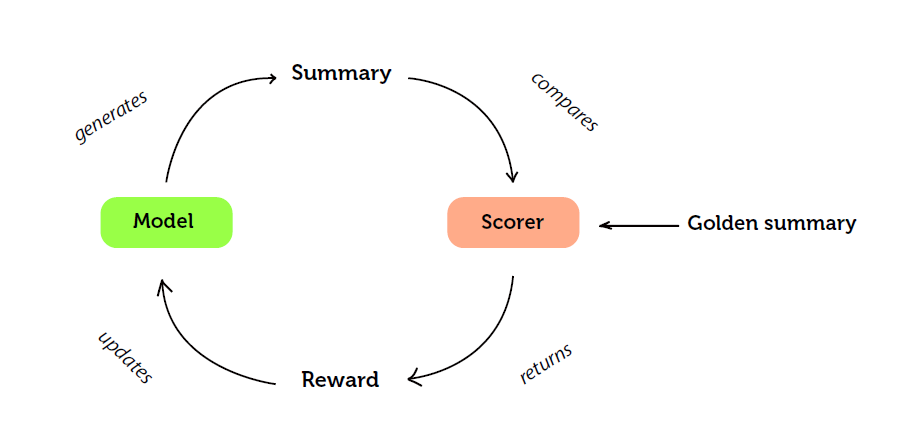 Summary
generates
compares
Model
Scorer
Golden summary
updates
returns
Reward